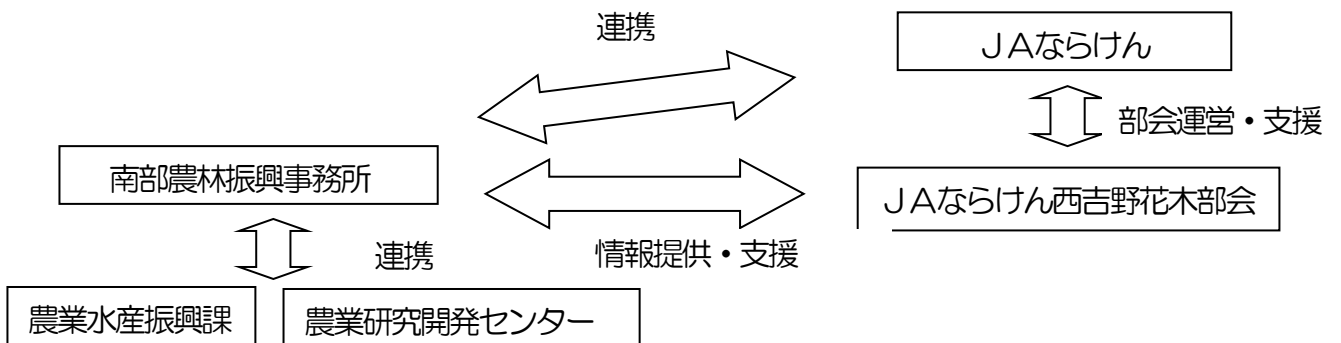 連携
ＪＡならけん
部会運営・支援
南部農林振興事務所
ＪＡならけん西吉野花木部会
連携
情報提供・支援
農業水産振興課
農業研究開発センター